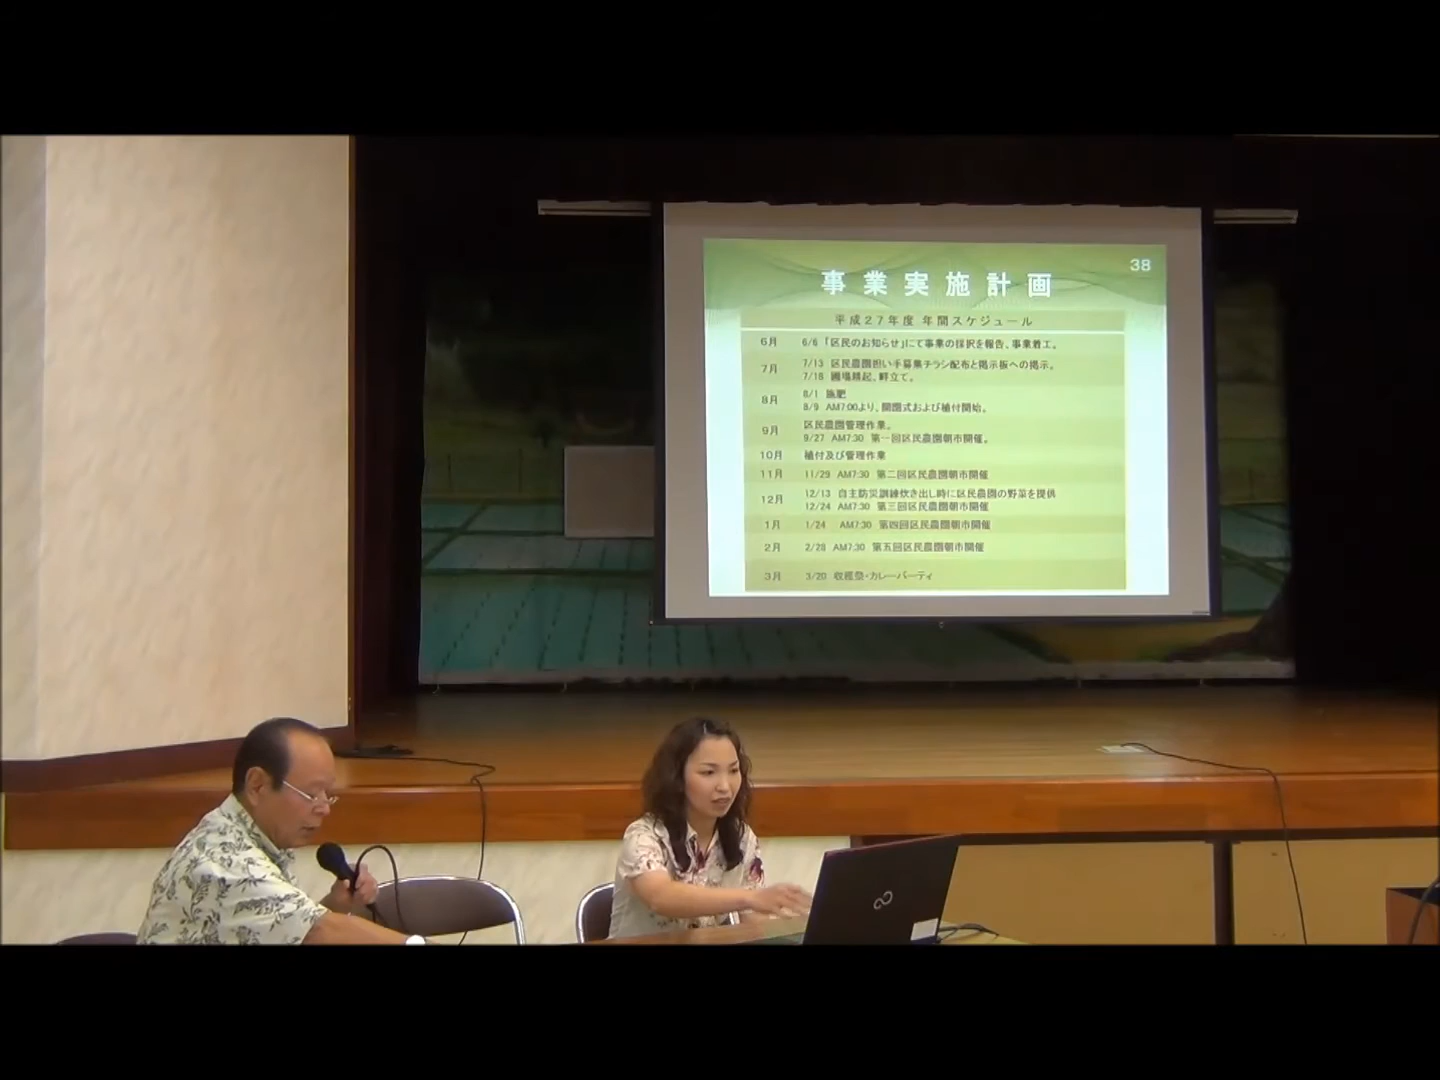 38
事業実施計画
平成27年度 年間スケジュール
6月 6/6 「区民のお知らせ」にて事業の採択を報告、事業着工。
7月 7/13 区民農園担い手募集チラシ配布と掲示板への掲示。
7/18 圃場耕起、畔立て。
8月 8/1 施肥
8/9 AM7:00より、開園式および植付開始。
9月 区民農園管理作業。
9/27 AM7:30 第一回区民農園朝市開催。
10月 植付及び管理作業
11月 11/29 AM7:30 第二回区民農園朝市開催
12月 12/13 自主防災訓練炊き出し時に区民農園の野菜を提供
12/24 AM7:30 第三回区民農園朝市開催
1月 1/24 AM7:30 第四回区民農園朝市開催
2月 2/28 AM7:30 第五回区民農園朝市開催
3月 3/20 収穫祭・カレーパーティ